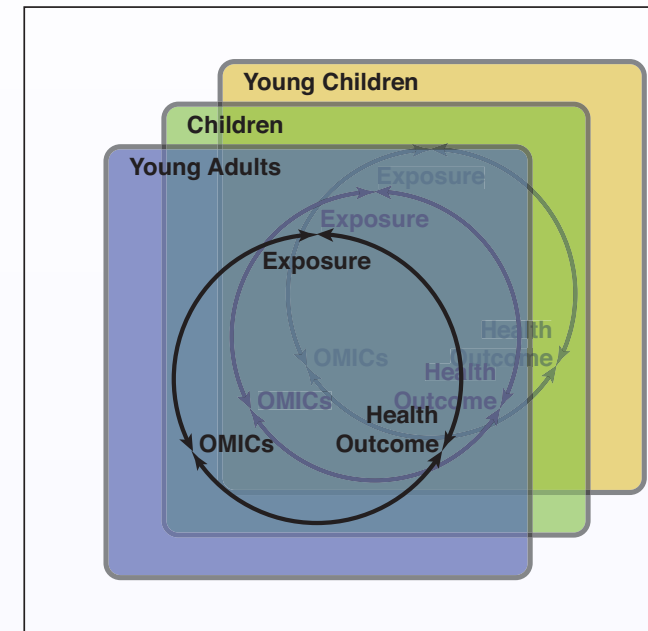 Young Children
Children
Young Adults
Exposure
Exposure
Exposure
Health
Outcome
OMICs
Health
Outcome
OMICs
Health
Outcome
OMICs